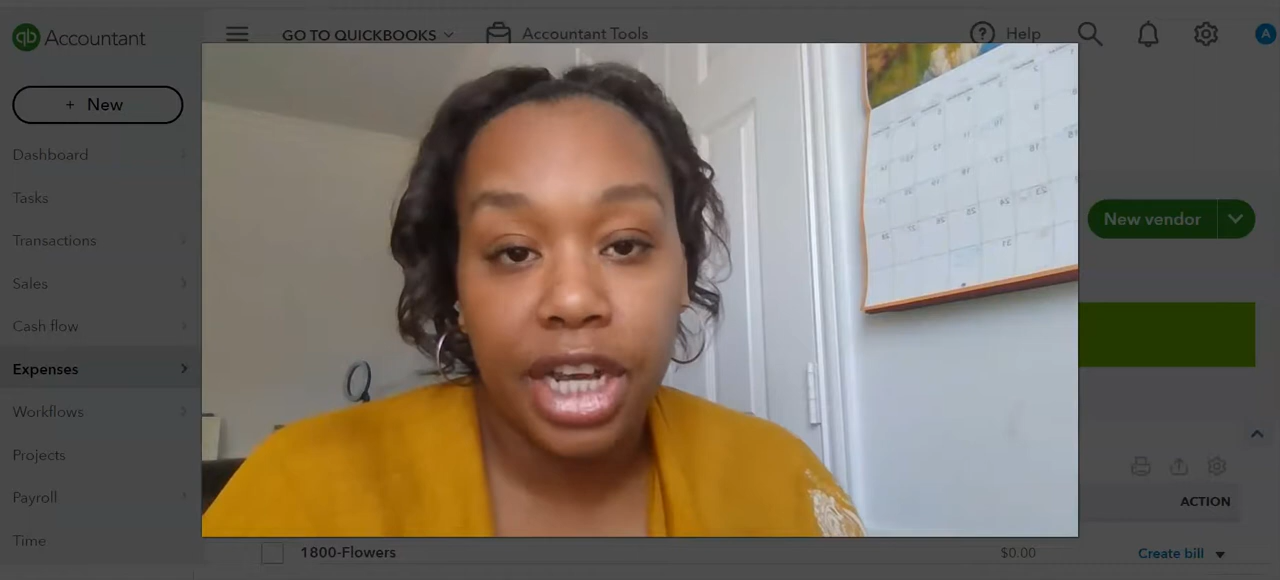 qb Accountant
GO TO QUICKBOOKS
Accountant Tools
Help
A
+ New
Dashboard
Tasks
Transactions
Sales
Cash flow
Expenses
Workflows
Projects
Payroll
Time
New vendor
ACTION
1800-Flowers
$0.00
Create bill